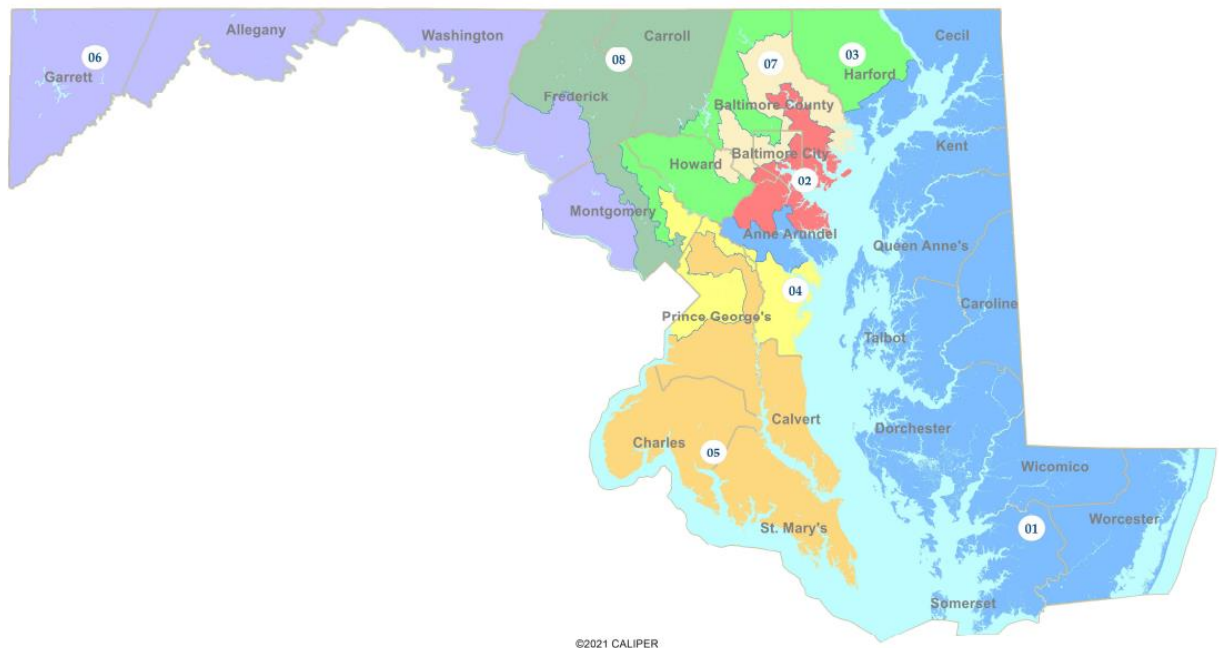 Allegany
Washington
Carroll
Cecil
06
08
03
07
Garrett
Harford
Frederick
Baltimore County
Kent
Baltimore City
Howard
02
Montgomery
Anne Arundel
Queen Anne's
04
Caroline
Prince George's
Talbot
Calvert
Dorchester
Charles
05
Wicomico
Worcester
St. Mary's
01
Somerset
©2021 CALIPER